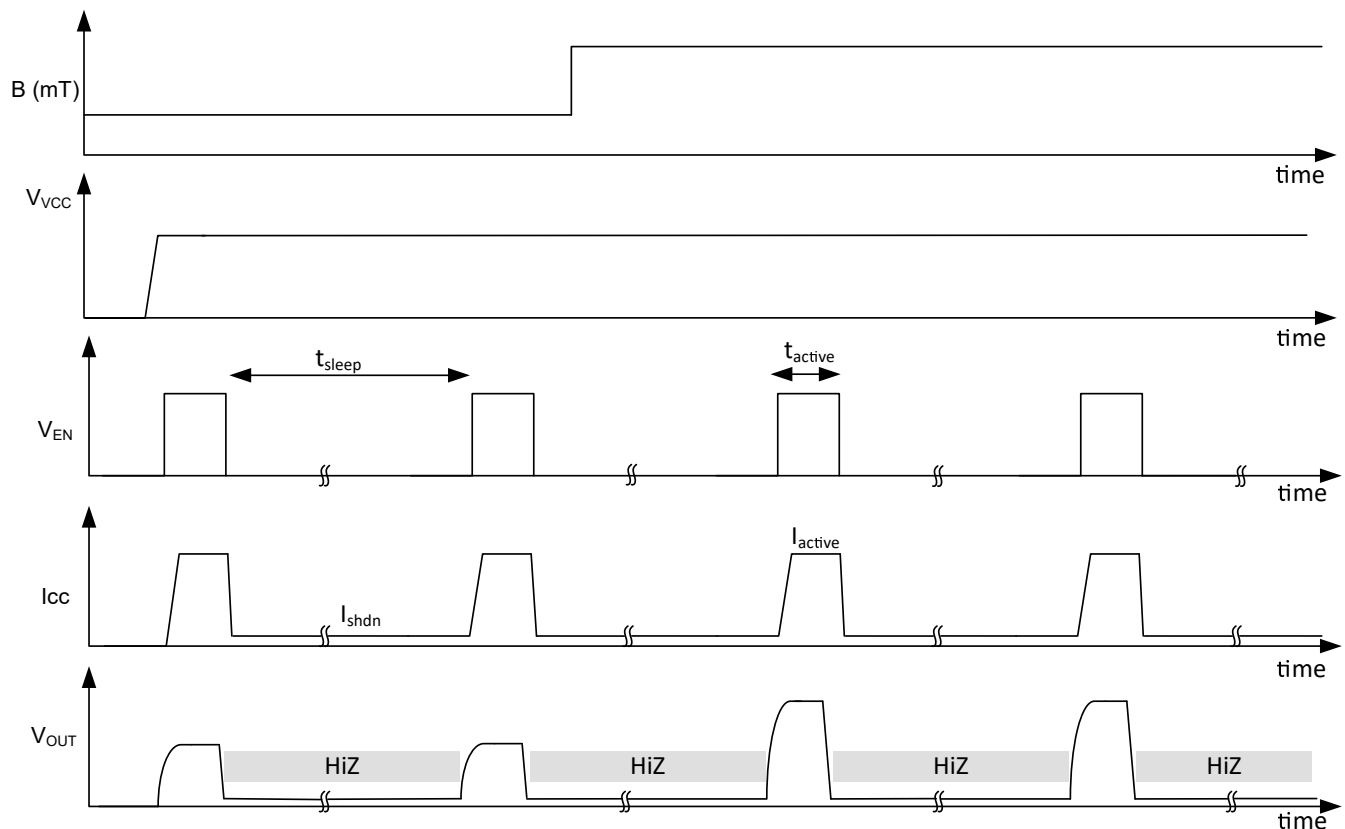 B (mT)
time
VVCC
time
tsleep
tactive
VEN
time
Iactive
Icc
Ishdn
time
VOUT
HiZ
HiZ
HiZ
HiZ
time